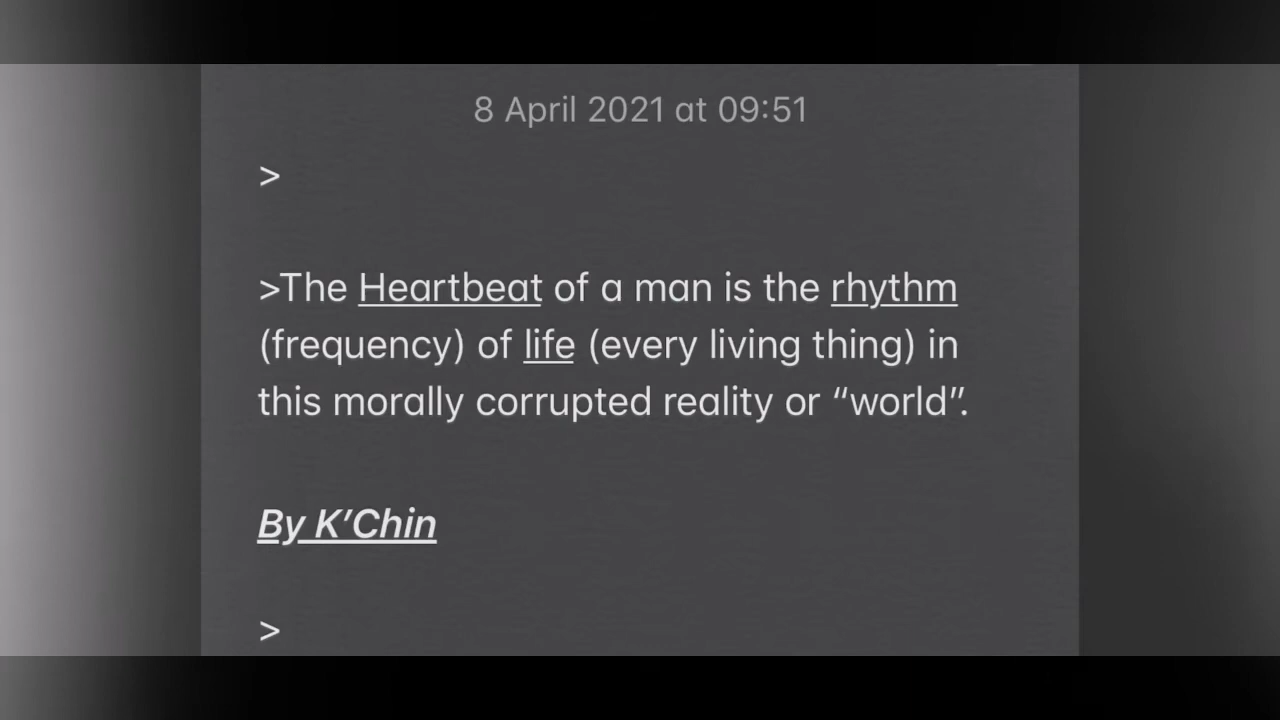 8 April 2021 at 09:51
>
>The Heartbeat of a man is the rhythm
(frequency) of life (every living thing) in
this morally corrupted reality or “world”.
By K’Chin
>